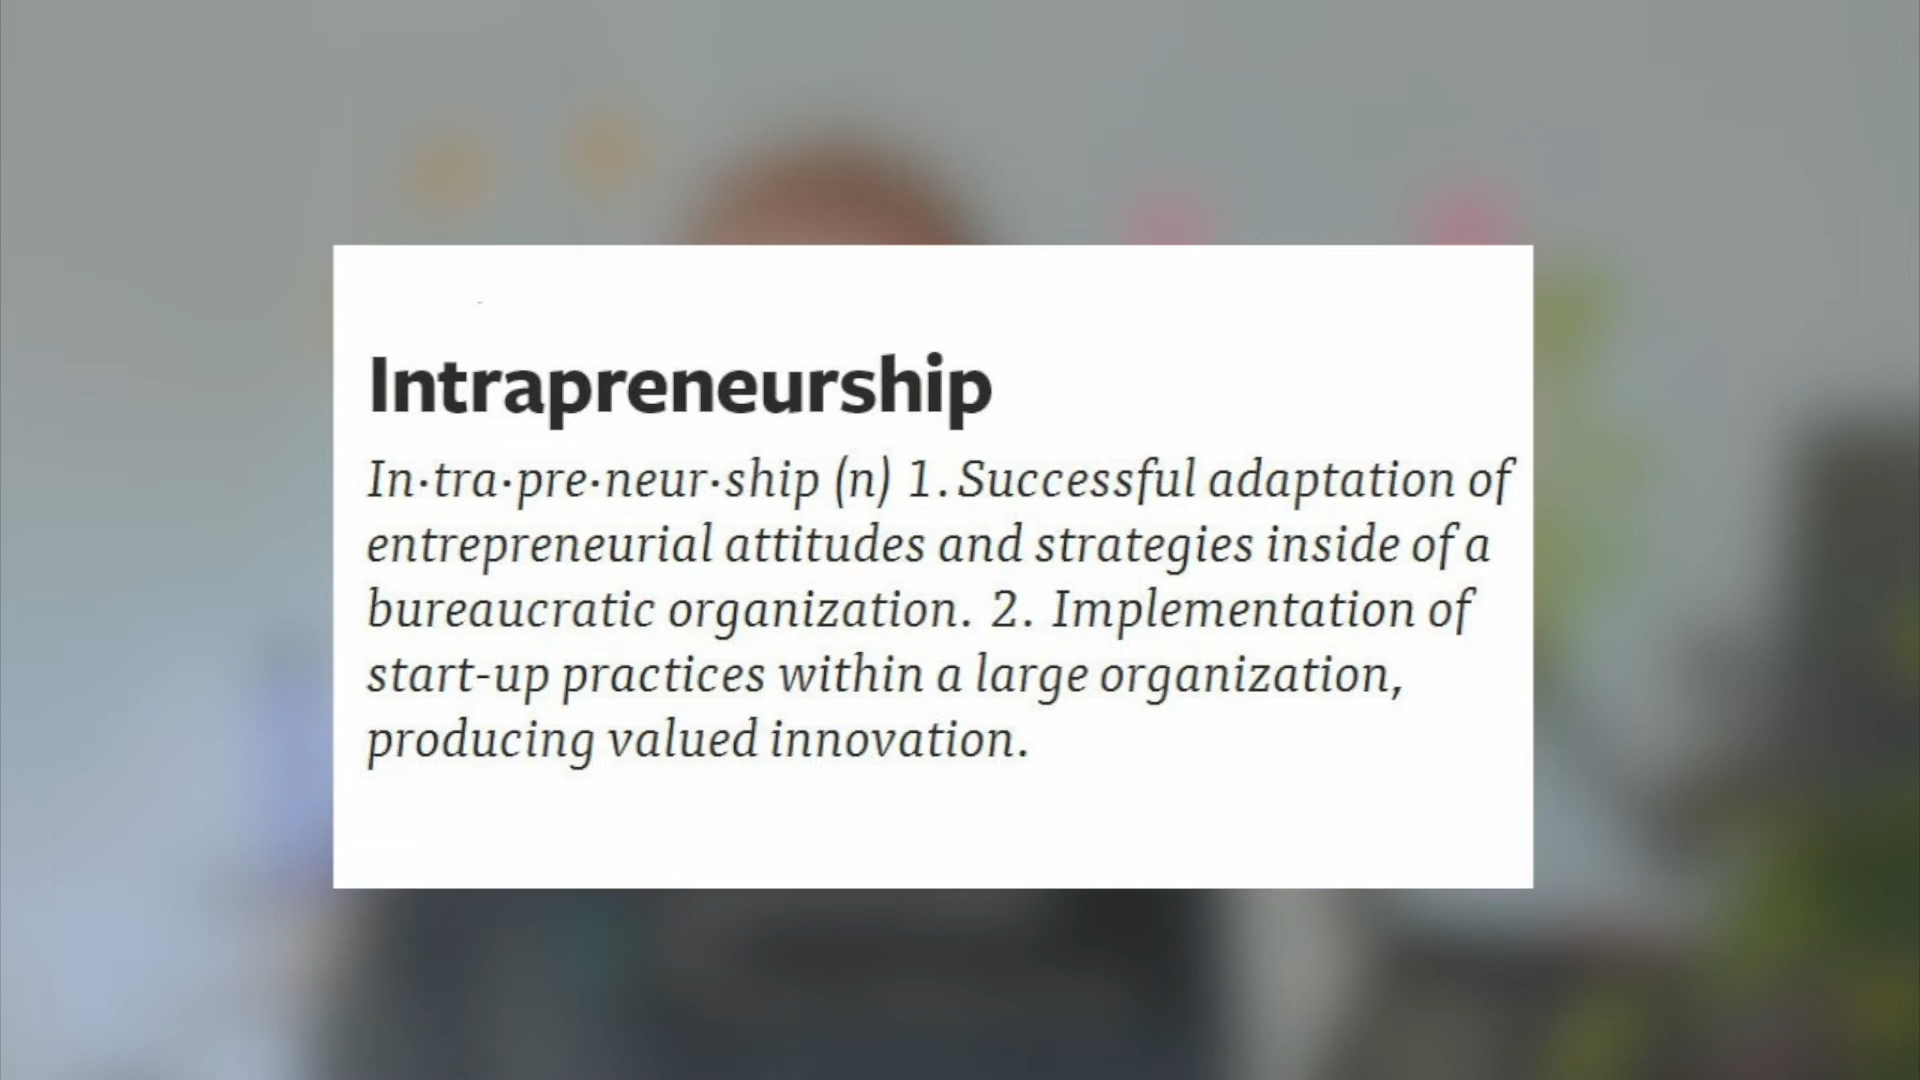 Intrapreneurship
In·tra·pre·neur·ship (n) 1. Successful adaptation of
entrepreneurial attitudes and strategies inside of a
bureaucratic organization. 2. Implementation of
start-up practices within a large organization,
producing valued innovation.